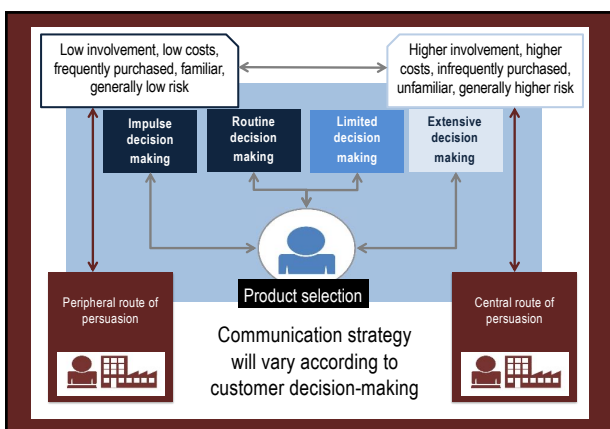 Low involvement, low costs,
frequently purchased, familiar,
generally low risk
Higher involvement, higher
costs, infrequently purchased,
unfamiliar, generally higher risk
Impulse
decision
making
Routine
decision
making
Limited
decision
making
Extensive
decision
making
Product selection
Peripheral route of
persuasion
Central route of
persuasion
Communication strategy
will vary according to
customer decision-making